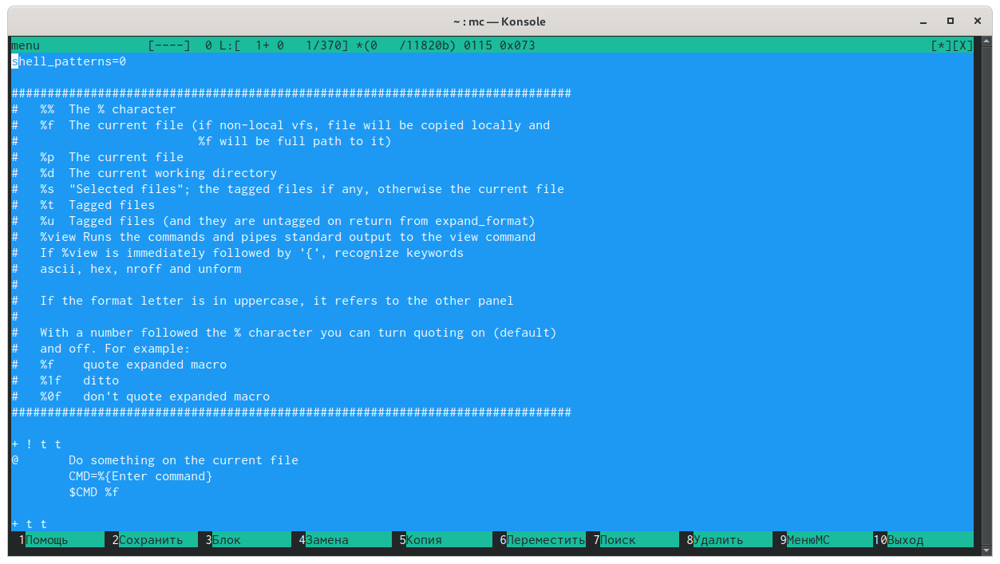 ~ : mc — Konsole
menu               [----]  0 L:[  1+ 0   1/370] *(0   /11820b) 0115 0x073                                                       [*][X]
shell_patterns=0

##############################################################################
#   %%  The % character
#   %f  The current file (if non-local vfs, file will be copied locally and
#                         %f will be full path to it)
#   %p  The current file
#   %d  The current working directory
#   %s  "Selected files"; the tagged files if any, otherwise the current file
#   %t  Tagged files
#   %u  Tagged files (and they are untagged on return from expand_format)
#   %view Runs the commands and pipes standard output to the view command
#   If %view is immediately followed by '{', recognize keywords
#   ascii, hex, nroff and unform
#
#   If the format letter is in uppercase, it refers to the other panel
#
#   With a number followed the % character you can turn quoting on (default)
#   and off. For example:
#   %f    quote expanded macro
#   %1f   ditto
#   %0f   don't quote expanded macro
##############################################################################

+ ! t t
@       Do something on the current file
        CMD=%{Enter command}
        $CMD %f

+ t t
1Помощь 2Сохранить 3Блок 4Замена 5Копия 6Переместить 7Поиск 8Удалить 9МенюMC 10Выход